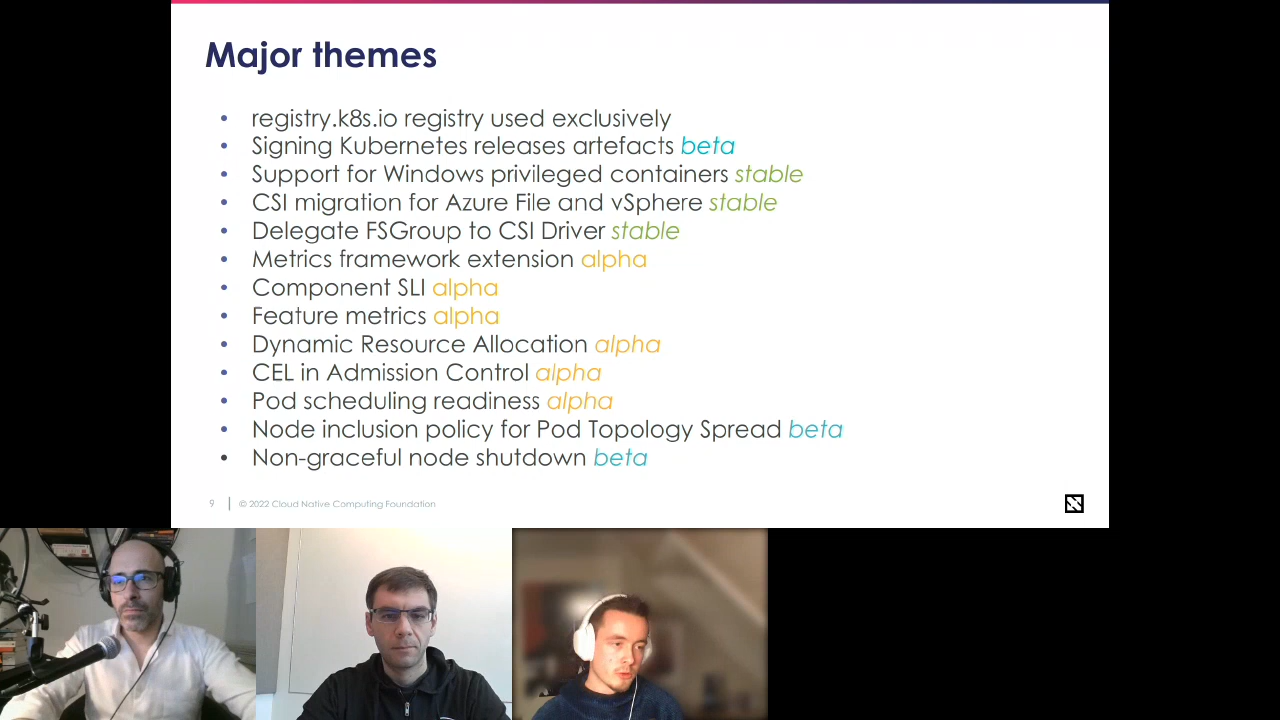 Major themes
• registry.k8s.io registry used exclusively
• Signing Kubernetes releases artefacts beta
• Support for Windows privileged containers stable
• CSI migration for Azure File and vSphere stable
• Delegate FSGroup to CSI Driver stable
• Metrics framework extension alpha
• Component SLI alpha
• Feature metrics alpha
• Dynamic Resource Allocation alpha
• CEL in Admission Control alpha
• Pod scheduling readiness alpha
• Node inclusion policy for Pod Topology Spread beta
• Non-graceful node shutdown beta
9 | © 2022 Cloud Native Computing Foundation